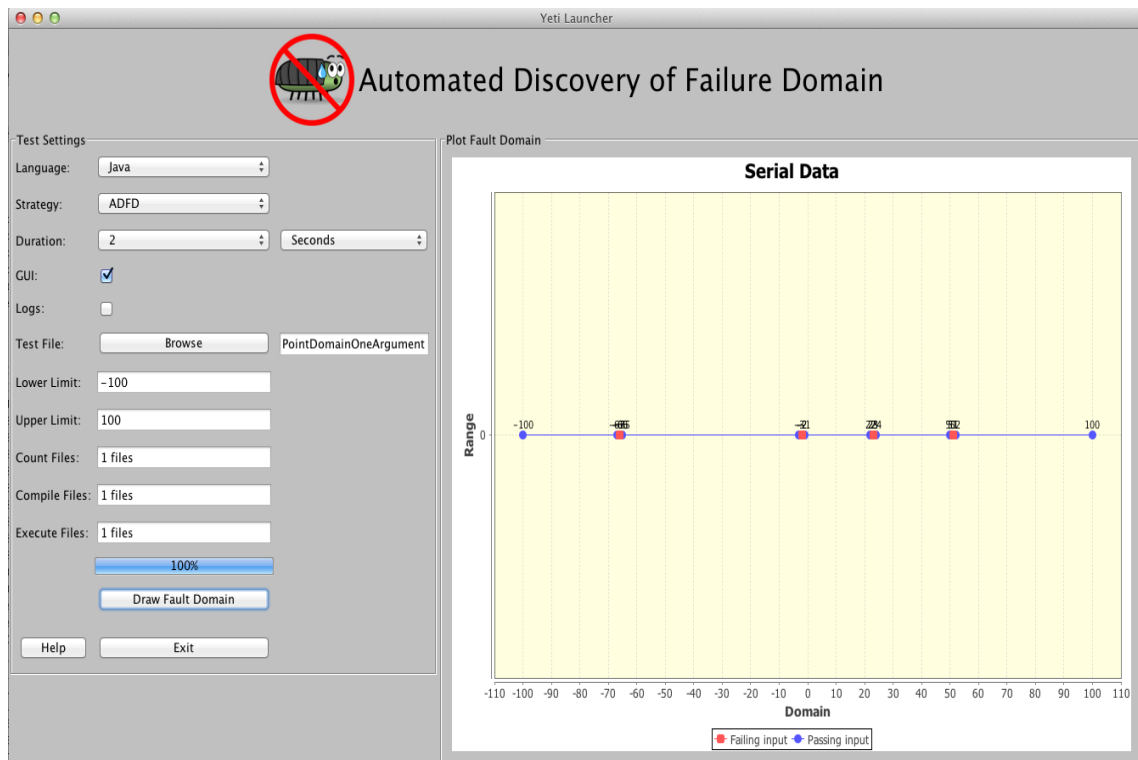 Yeti Launcher
Automated Discovery of Failure Domain
Test Settings
Language: Java
Strategy: ADFD
Duration: 2 Seconds
GUI:
Logs:
Test File: Browse PointDomainOneArgument
Lower Limit: -100
Upper Limit: 100
Count Files: 1 files
Compile Files: 1 files
Execute Files: 1 files
100%
Draw Fault Domain
Help Exit
Plot Fault Domain
Serial Data
Range
0
-100
100
-110 -100 -90 -80 -70 -60 -50 -40 -30 -20 -10 0 10 20 30 40 50 60 70 80 90 100 110
Domain
Failing input Passing input